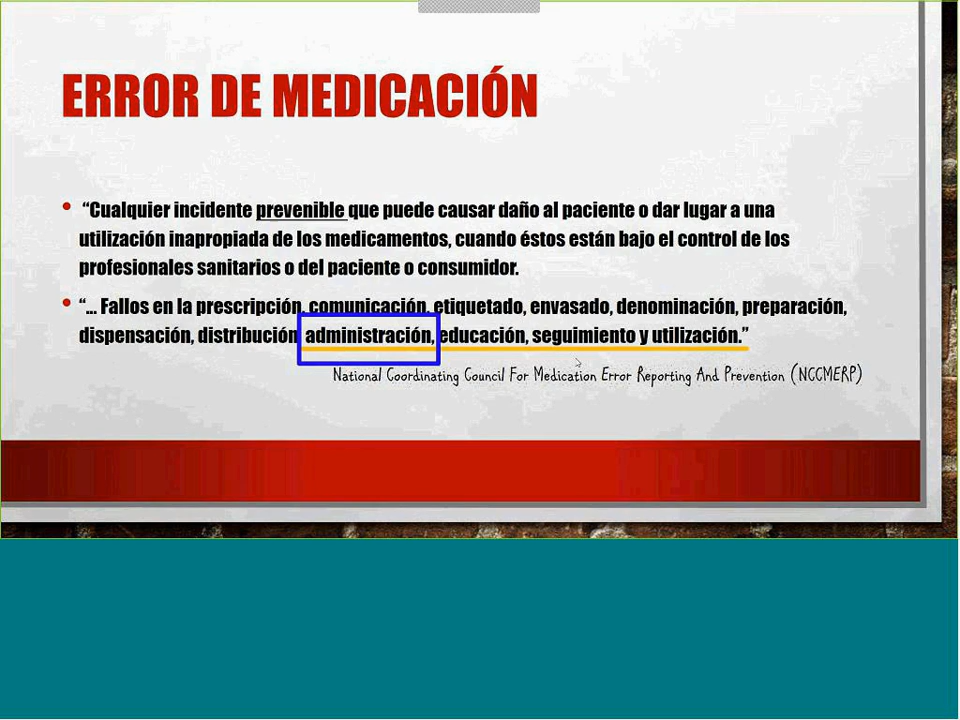 ERROR DE MEDICACIÓN
• “Cualquier incidente prevenible que puede causar daño al paciente o dar lugar a una
utilización inapropiada de los medicamentos, cuando éstos están bajo el control de los
profesionales sanitarios o del paciente o consumidor.
• “... Fallos en la prescripción, comunicación, etiquetado, envasado, denominación, preparación,
dispensación, distribución, administración, educación, seguimiento y utilización.”
National Coordinating Council For Medication Error Reporting And Prevention (NCCMERP)